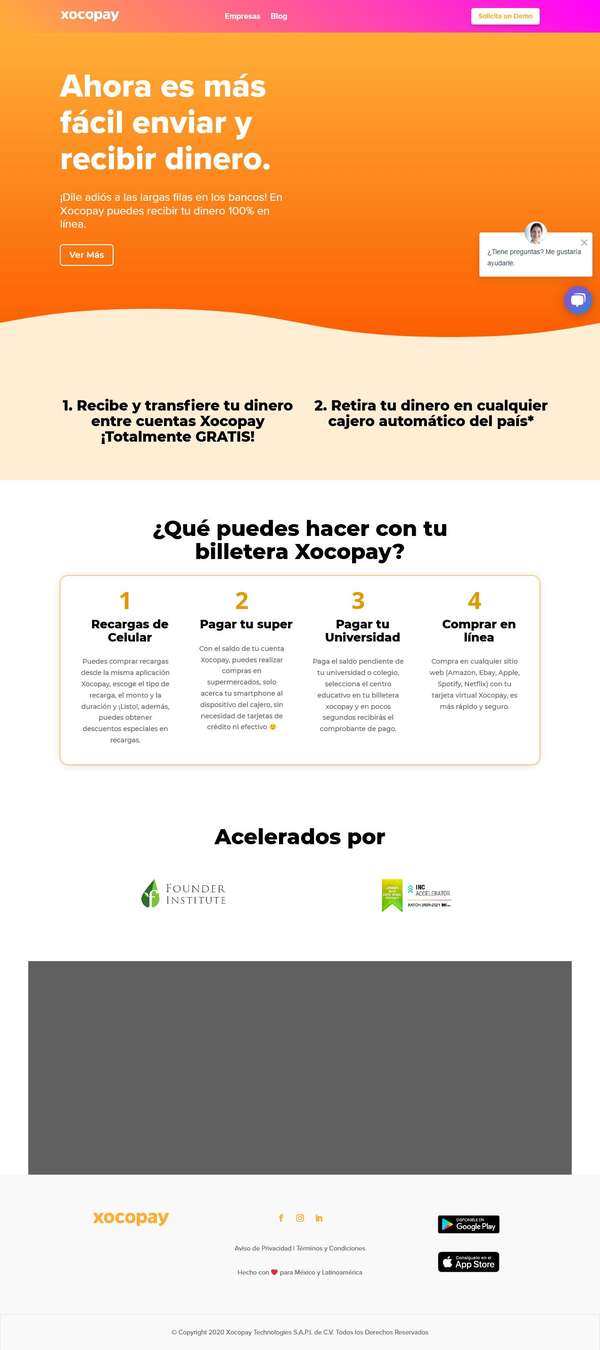 xocopay
Empresas
Blog
Solicita un Demo
Ahora es más
fácil enviar y
recibir dinero.
¡Dile adiós a las largas filas en los bancos! En
Xocopay puedes recibir tu dinero 100% en
línea.
Ver Más
¿Tiene preguntas? Me gustaría
ayudarle.
1. Recibe y transfiere tu dinero
entre cuentas Xocopay
¡Totalmente GRATIS!
2. Retira tu dinero en cualquier
cajero automático del país*
¿Qué puedes hacer con tu
billetera Xocopay?
1
Recargas de
Celular
Puedes comprar recargas
desde la misma aplicación
Xocopay, escoge el tipo de
recarga, el monto y la
duración y ¡Listo!, además,
puedes obtener
descuentos especiales en
recargas.
2
Pagar tu super
Con el saldo de tu cuenta
Xocopay, puedes realizar
compras en
supermercados, solo
acerca tu smartphone al
dispositivo del cajero, sin
necesidad de tarjetas de
crédito ni efectivo 🙂
3
Pagar tu
Universidad
Paga el saldo pendiente de
tu universidad o colegio,
selecciona el centro
educativo en tu billetera
xocopay y en pocos
segundos recibirás el
comprobante de pago.
4
Comprar en
línea
Compra en cualquier sitio
web (Amazon, Ebay, Apple,
Spotify, Netflix) con tu
tarjeta virtual Xocopay, es
más rápido y seguro.
Acelerados por
FOUNDER
INSTITUTE
INC
ACCELERATOR
xocopay
Aviso de Privacidad | Términos y Condiciones
Hecho con ❤ para México y Latinoamérica
DISPONIBLE EN
Google Play
Consíguelo en el
App Store
© Copyright 2020 Xocopay Technologies S.A.P.I. de C.V. Todos los Derechos Reservados